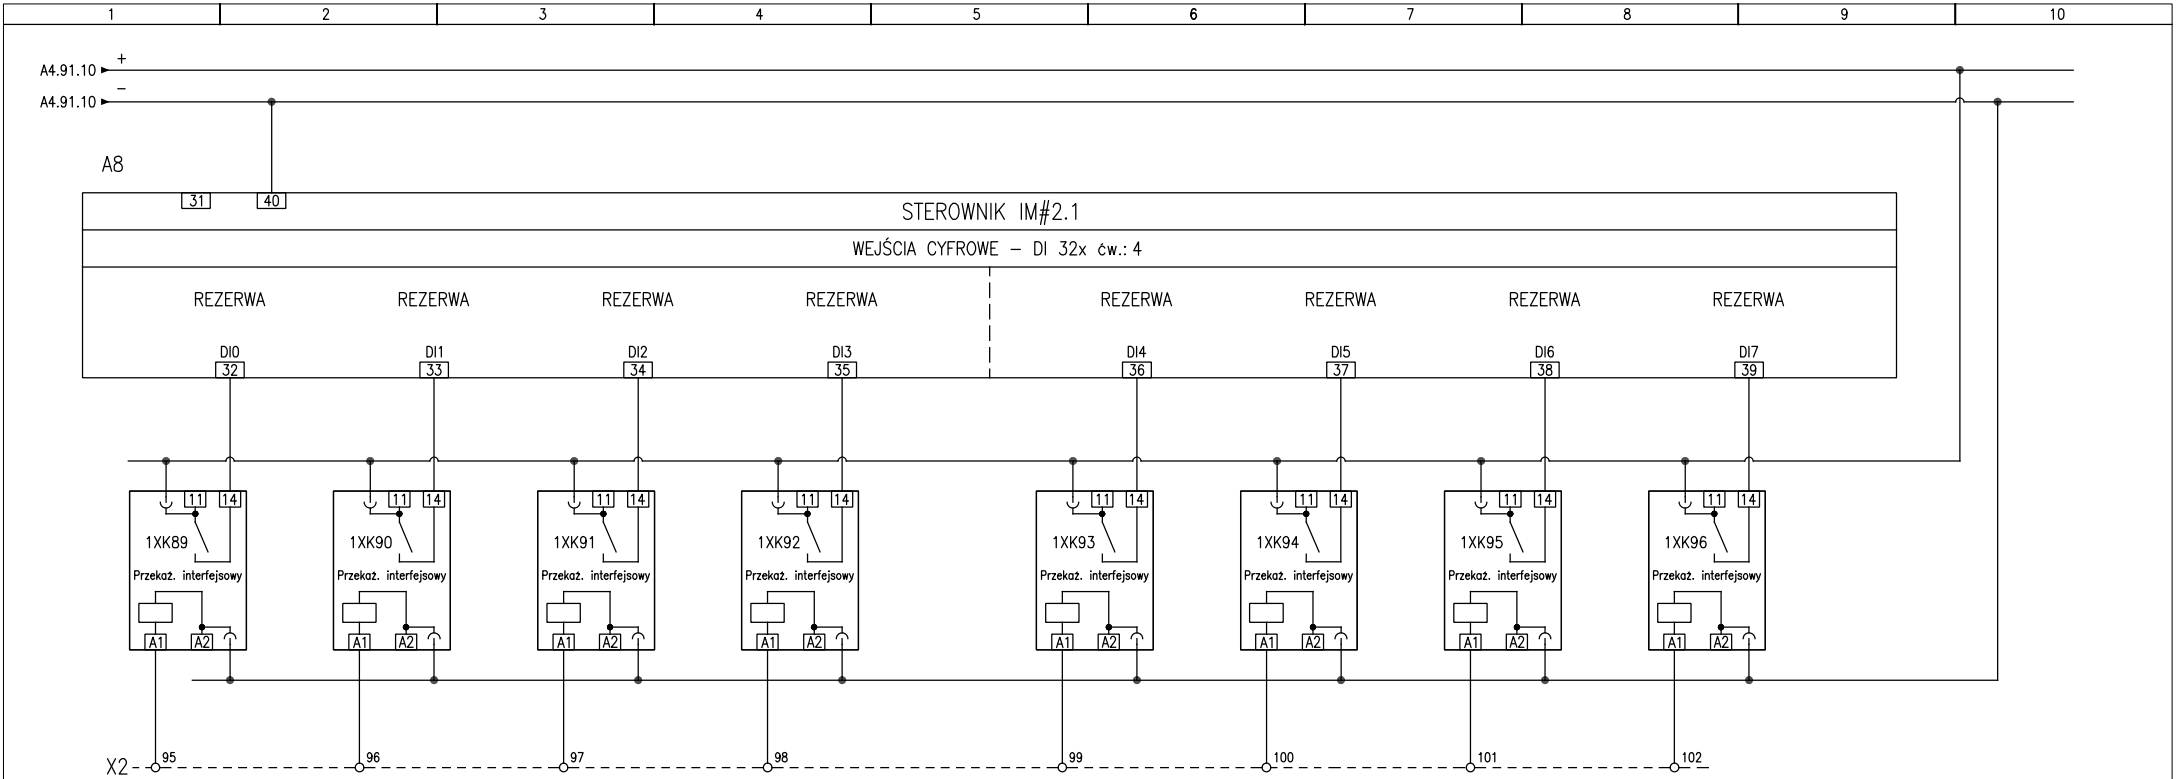 1 2 3 4 5 6 7 8 9 10
+
A4.91.10
−
A4.91.10
A8
31 40
STEROWNIK IM#2.1
WEJŚCIA CYFROWE – DI 32x ćw.: 4
REZERWA REZERWA REZERWA REZERWA REZERWA REZERWA REZERWA REZERWA
DI0 DI1 DI2 DI3 DI4 DI5 DI6 DI7
32 33 34 35 36 37 38 39
11 14 11 14 11 14 11 14 11 14 11 14 11 14 11 14
1XK89 1XK90 1XK91 1XK92 1XK93 1XK94 1XK95 1XK96
Przekaź. interfejsowy Przekaź. interfejsowy Przekaź. interfejsowy Przekaź. interfejsowy Przekaź. interfejsowy Przekaź. interfejsowy Przekaź. interfejsowy Przekaź. interfejsowy
A1 A2 A1 A2 A1 A2 A1 A2 A1 A2 A1 A2 A1 A2 A1 A2
X2 95 96 97 98 99 100 101 102